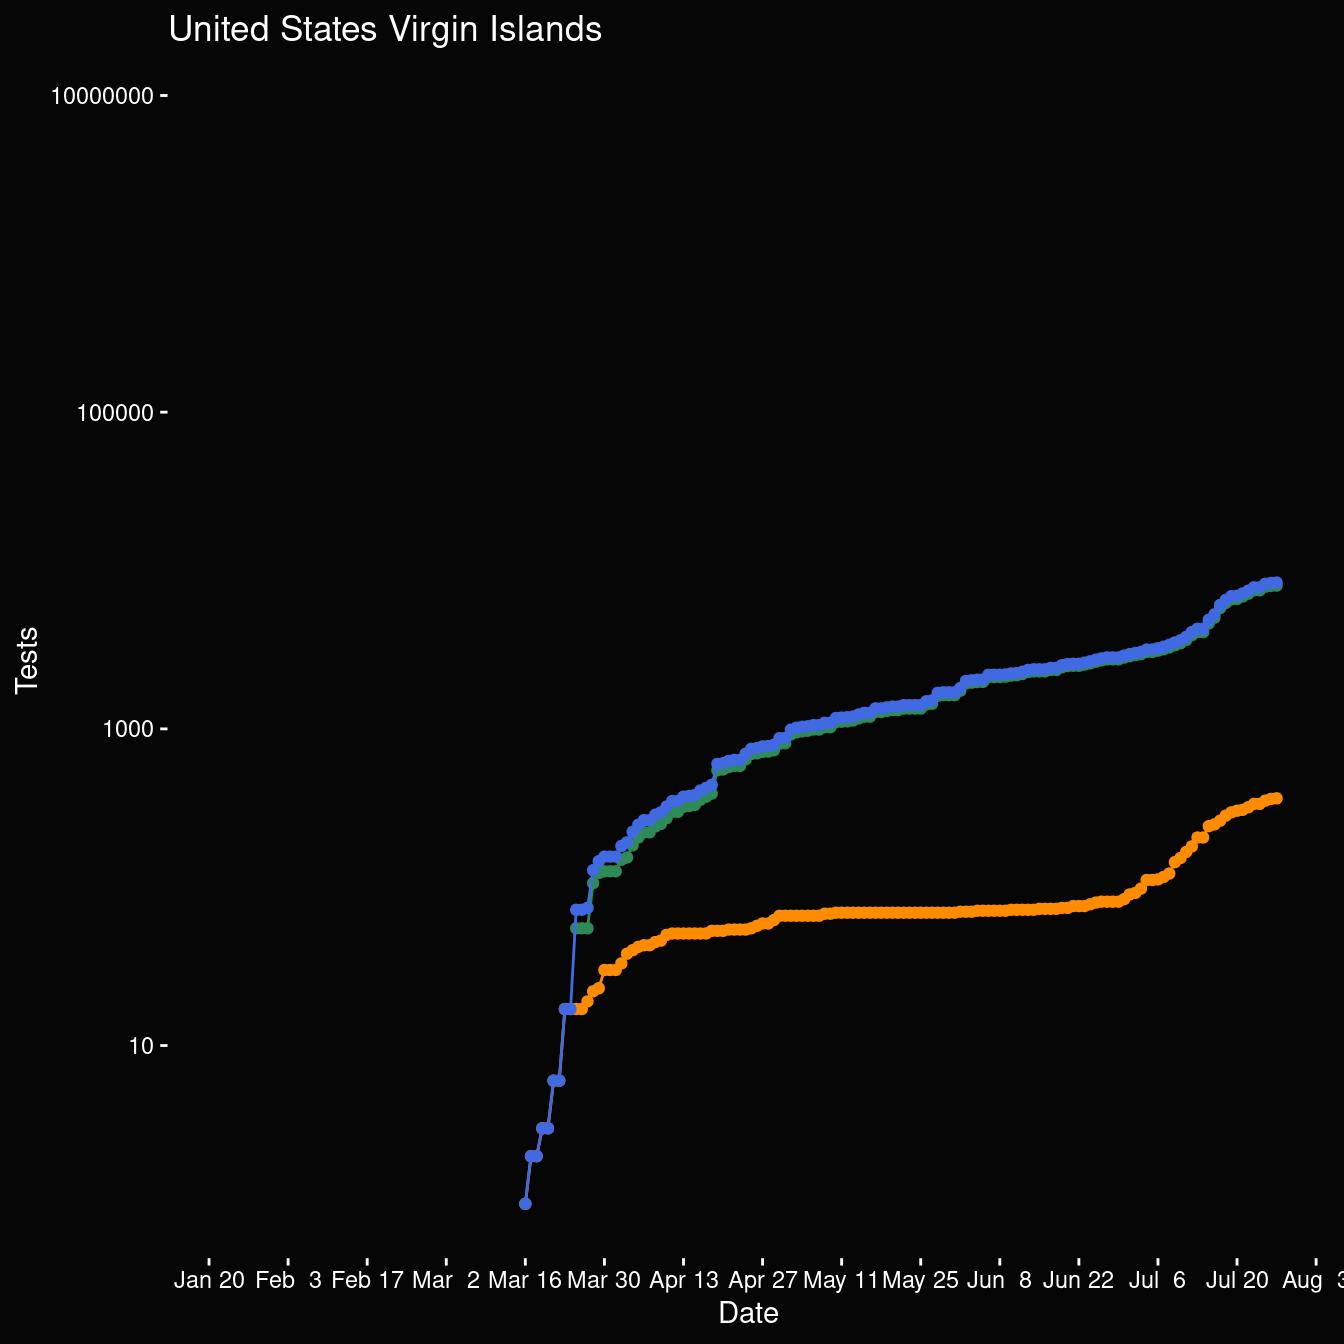 United States Virgin Islands
10000000
100000
1000
10
Tests
Jan 20 Feb 3 Feb 17 Mar 2 Mar 16 Mar 30 Apr 13 Apr 27 May 11 May 25 Jun 8 Jun 22 Jul 6 Jul 20 Aug 3
Date